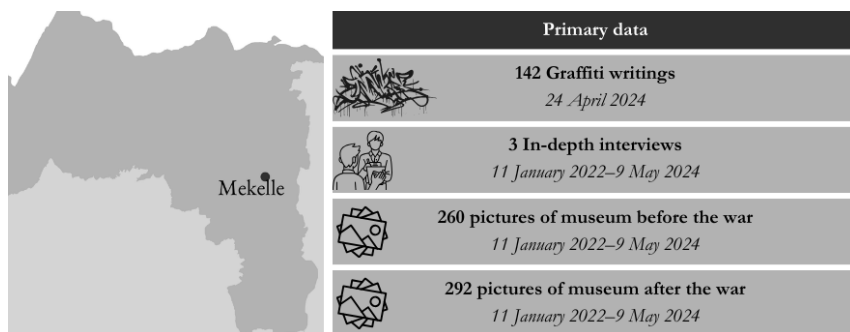 Mekelle
Primary data
142 Graffiti writings
24 April 2024
3 In-depth interviews
11 January 2022–9 May 2024
260 pictures of museum before the war
11 January 2022–9 May 2024
292 pictures of museum after the war
11 January 2022–9 May 2024